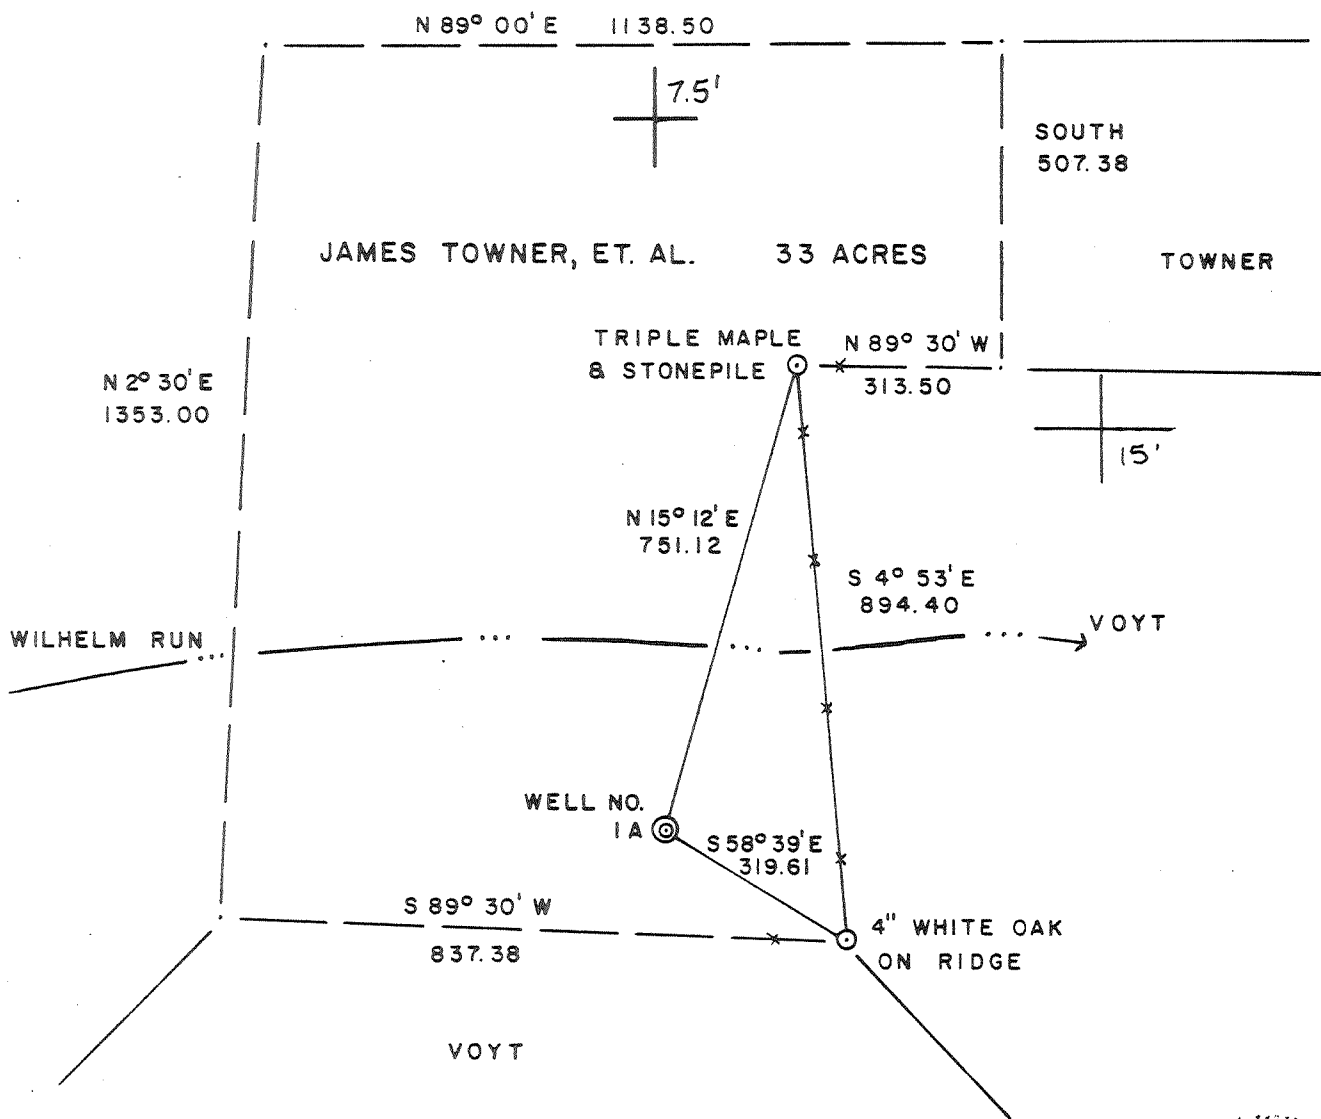 N 89° 00' E 1138.50
7.5'
SOUTH
507.38
JAMES TOWNER, ET. AL. 33 ACRES
TOWNER
TRIPLE MAPLE
& STONEPILE
N 89° 30' W
313.50
N 2° 30' E
1353.00
15'
N 15° 12' E
751.12
S 4° 53' E
894.40
WILHELM RUN
VOYT
WELL NO.
1A
S 58° 39' E
319.61
S 89° 30' W
837.38
4" WHITE OAK
ON RIDGE
VOYT